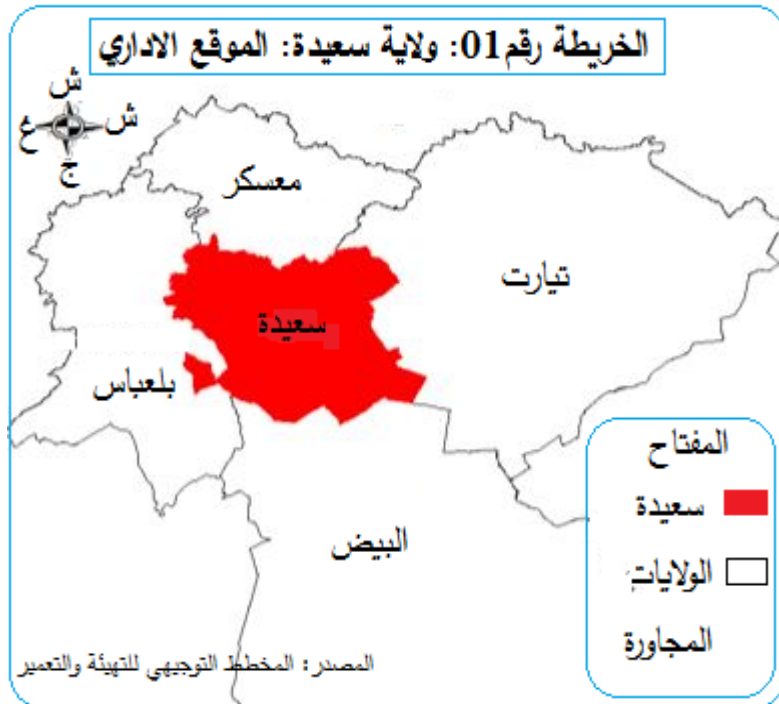 الخريطة رقم01: ولاية سعيدة: الموقع الاداري
ش
ش
غ
ج
معسكر
تيارت
سعيدة
بلعباس
البيض
المفتاح
سعيدة
الولايات
المجاورة
المصدر: المخطط التوجيهي للتهيئة والتعمير